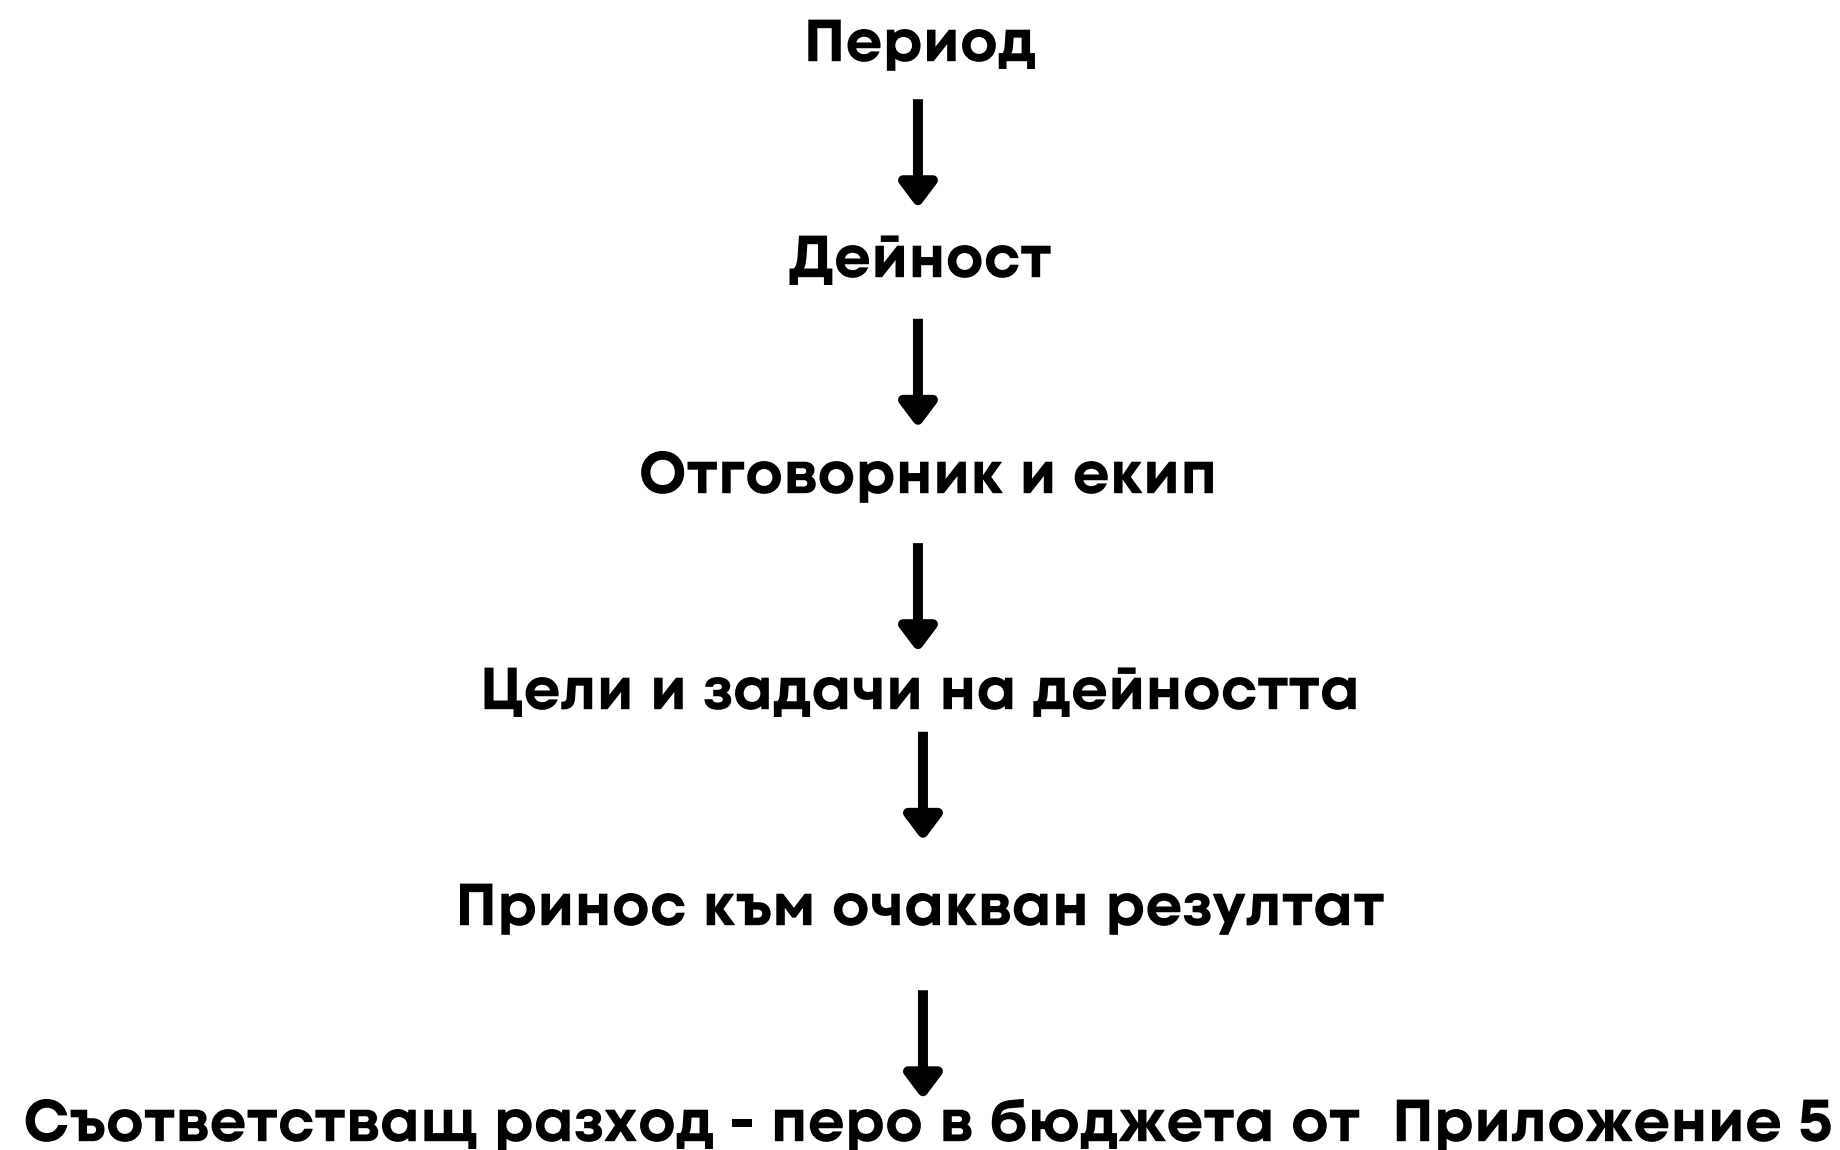 Период
Дейност
Отговорник и екип
Цели и задачи на дейността
Принос към очакван резултат
Съответстващ разход - перо в бюджета от Приложение 5